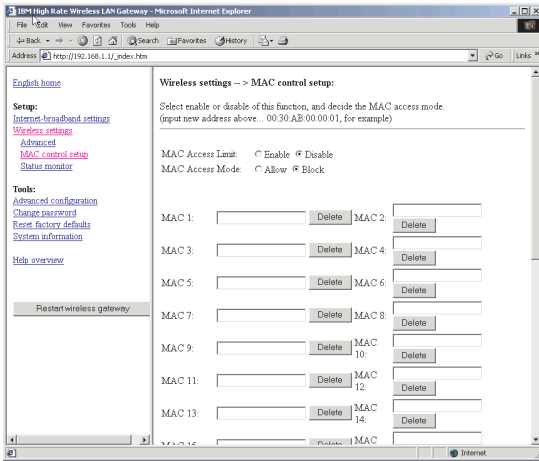 IBM High Rate Wireless LAN Gateway - Microsoft Internet Explorer
File Edit View Favorites Tools Help
Back Search Favorites History
Address http://192.168.1.1/_index.htm Go Links »
English home
Setup:
Internet-broadband settings
Wireless settings
Advanced
MAC control setup
Status monitor
Tools:
Advanced configuration
Change password
Reset factory defaults
System information
Help overview
Restart wireless gateway
Wireless settings -- > MAC control setup:
Select enable or disable of this function, and decide the MAC access mode.
(input new address above... 00:30:AB:00:00:01, for example)
MAC Access Limit: Enable Disable
MAC Access Mode: Allow Block
MAC 1: Delete MAC 2: Delete
MAC 3: Delete MAC 4: Delete
MAC 5: Delete MAC 6: Delete
MAC 7: Delete MAC 8: Delete
MAC 9: Delete MAC 10: Delete
MAC 11: Delete MAC 12: Delete
MAC 13: Delete MAC 14: Delete
MAC 15: Delete MAC
Internet